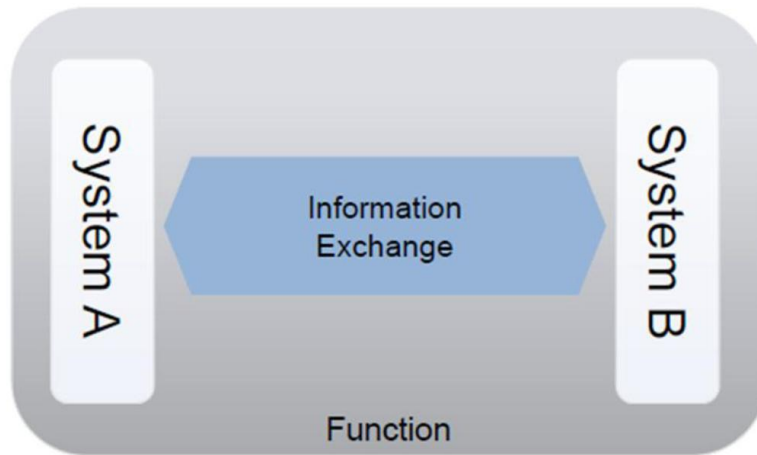 System A
Information
Exchange
System B
Function